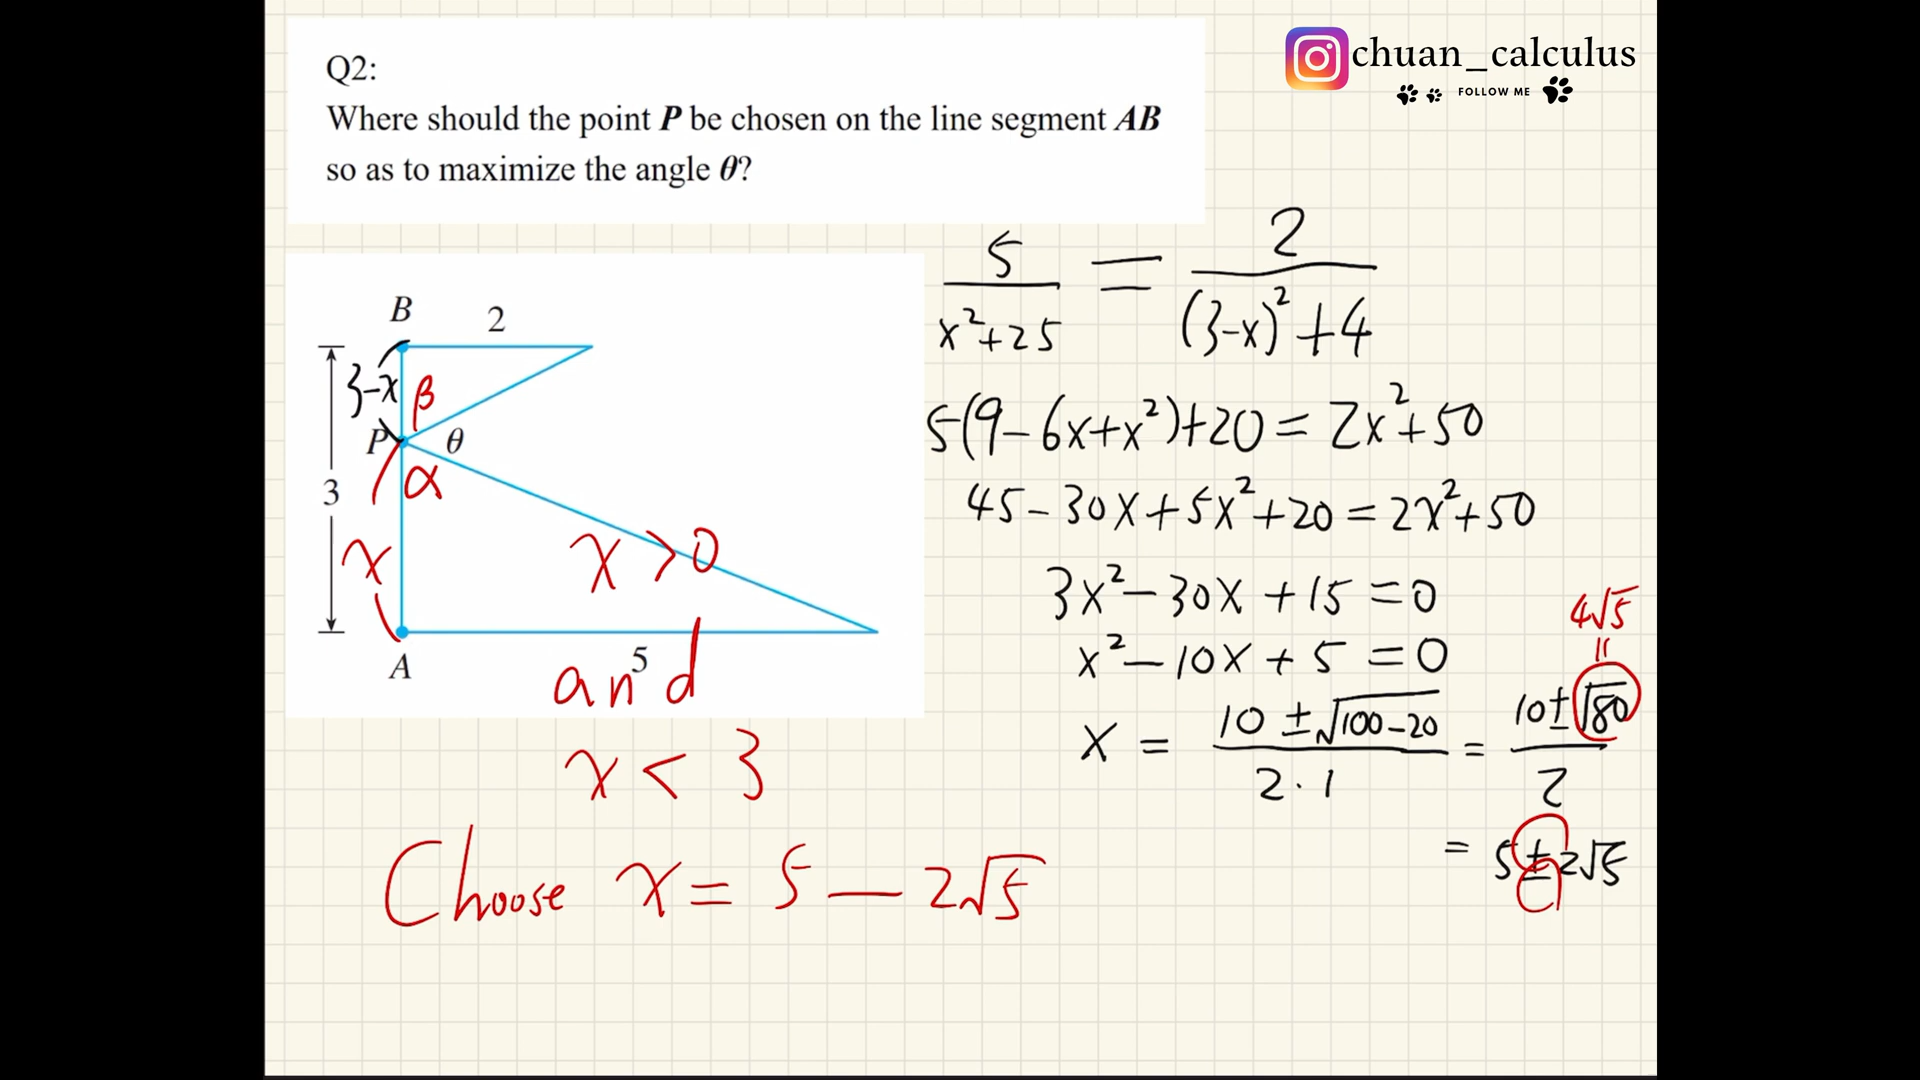 chuan_calculus
FOLLOW ME
Q2:
Where should the point P be chosen on the line segment AB
so as to maximize the angle θ?
B
2
3-x
β
P
θ
α
3
x
x > 0
A
5
and
x < 3
Choose x = 5 - 2√5
5/(x²+25) = 2/((3-x)²+4)
5(9-6x+x²)+20 = 2x²+50
45-30x+5x²+20 = 2x²+50
3x²-30x+15=0
x²-10x+5=0
x = (10±√(100-20))/(2·1) = (10±√80)/2
4√5
=
= 5±2√5
-